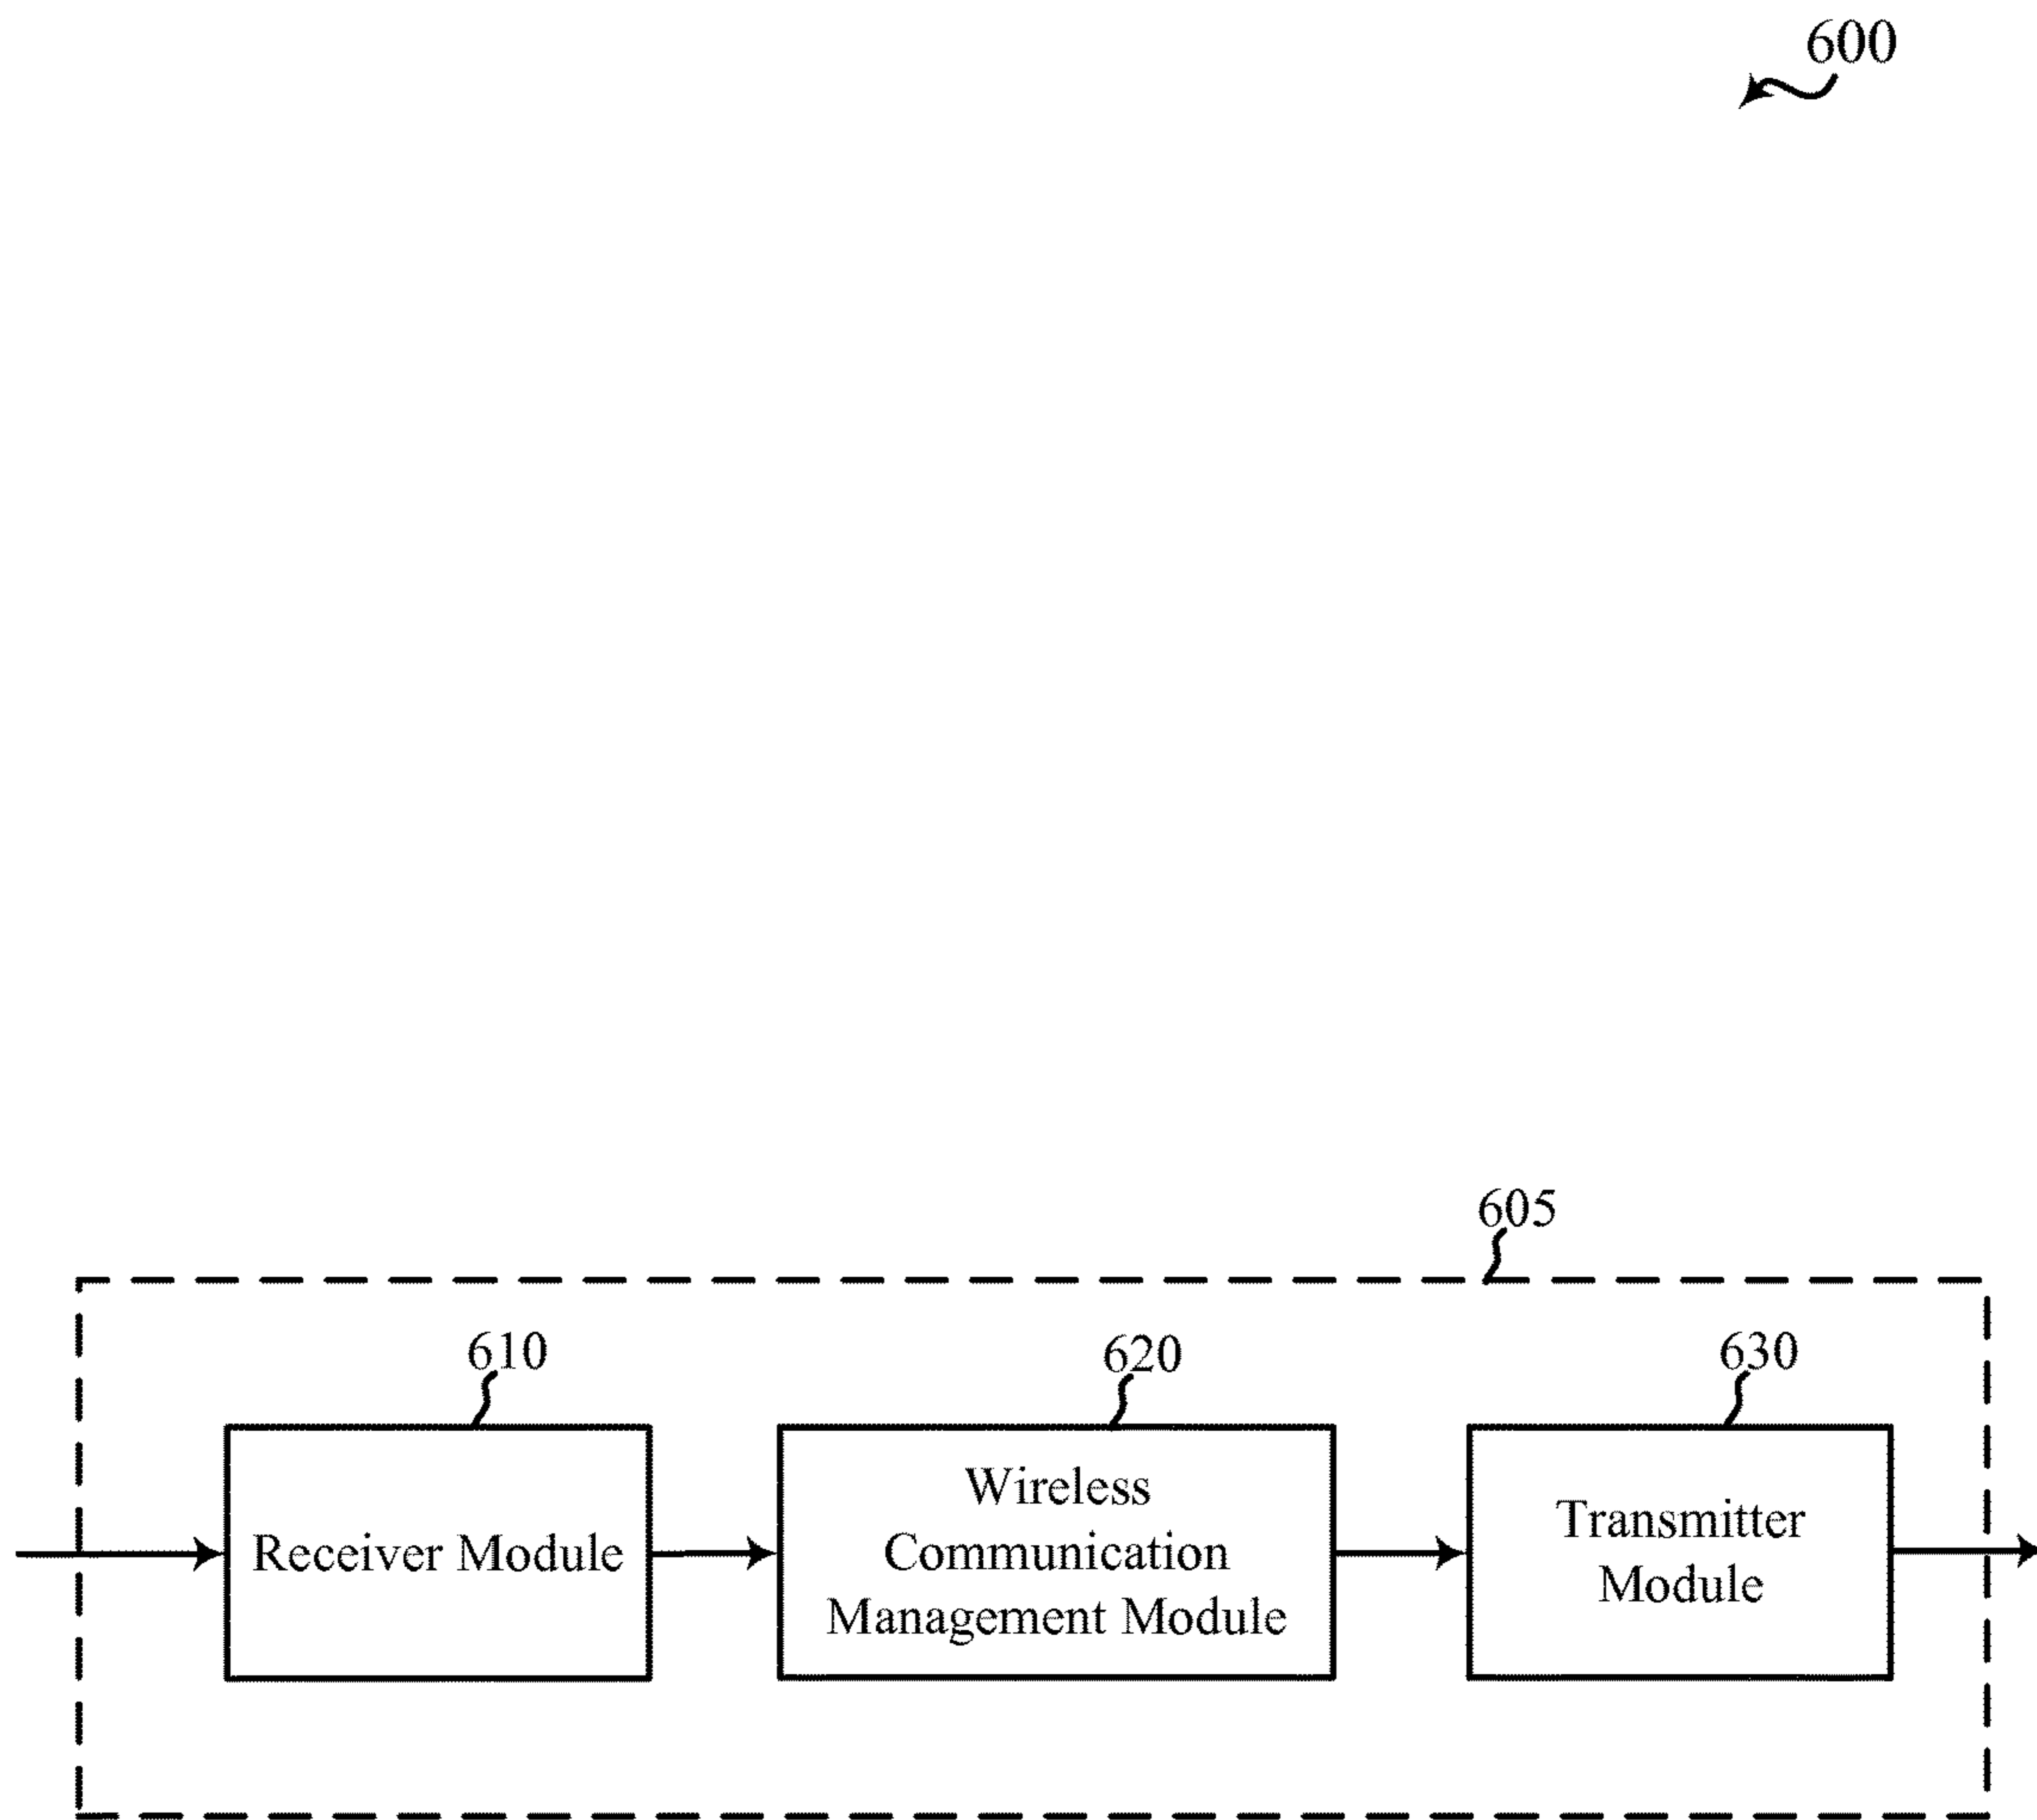 600
605
610
620
630
Receiver Module
Wireless
Communication
Management Module
Transmitter
Module